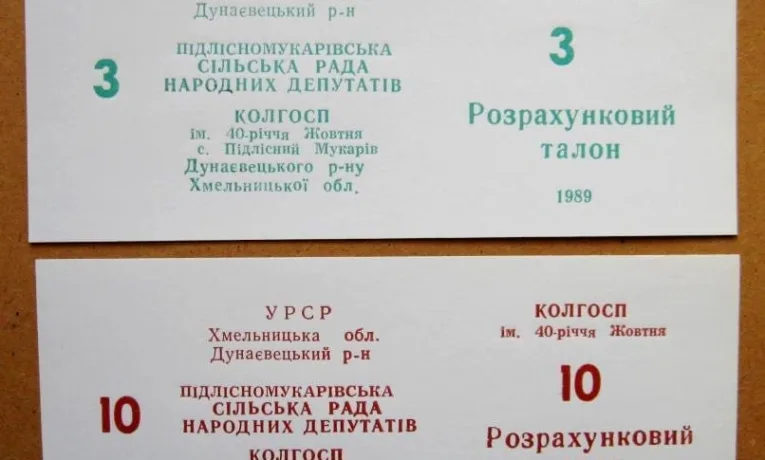 Дунаєвецький р-н
ПІДЛІСНОМУКАРІВСЬКА
СІЛЬСЬКА РАДА
НАРОДНИХ ДЕПУТАТІВ
3
КОЛГОСП
ім. 40-річчя Жовтня
с. Підлісний Мукарів
Дунаєвецького р-ну
Хмельницької обл.
3
Розрахунковий
талон
1989
УРСР
Хмельницька обл.
Дунаєвецький р-н
ПІДЛІСНОМУКАРІВСЬКА
СІЛЬСЬКА РАДА
НАРОДНИХ ДЕПУТАТІВ
10
КОЛГОСП
КОЛГОСП
ім. 40-річчя Жовтня
10
Розрахунковий